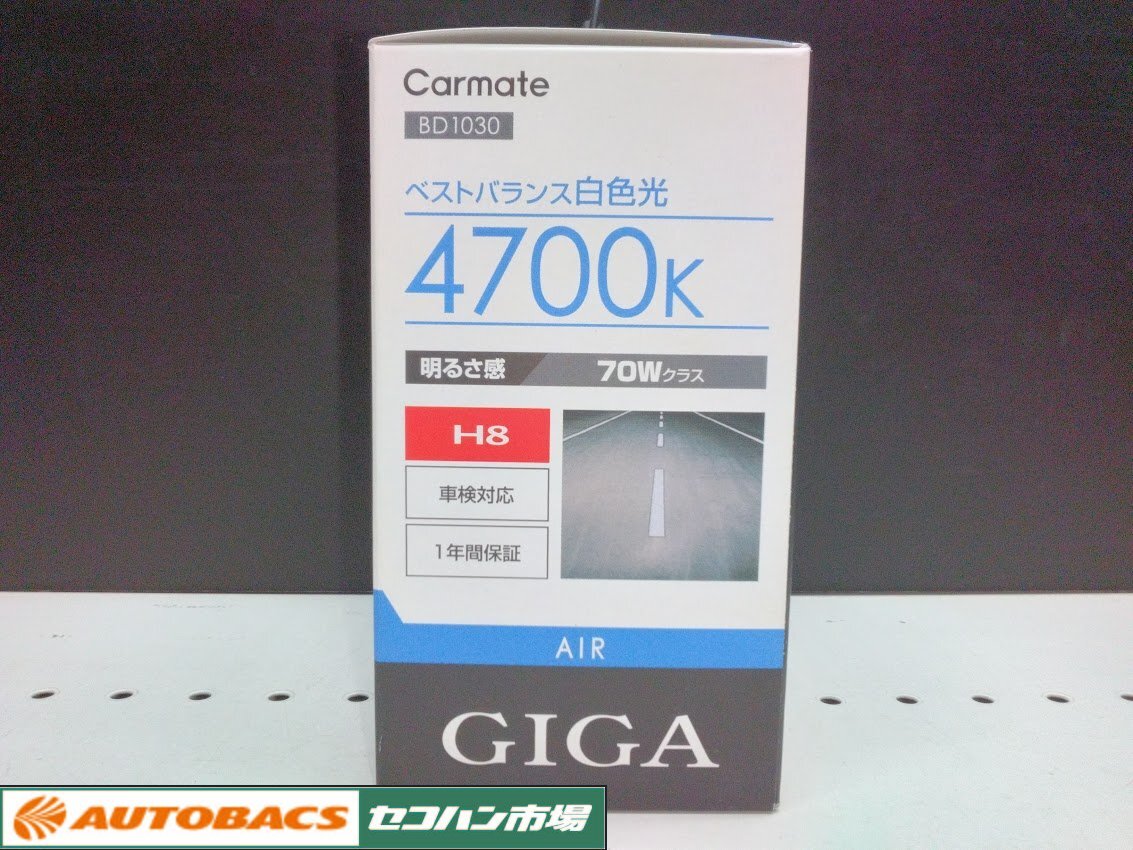 Carmate
BD1030
ベストバランス白色光
4700K
明るさ感 70Wクラス
H8
車検対応
1年間保証
AIR
GIGA
AUTOBACS セコハン市場